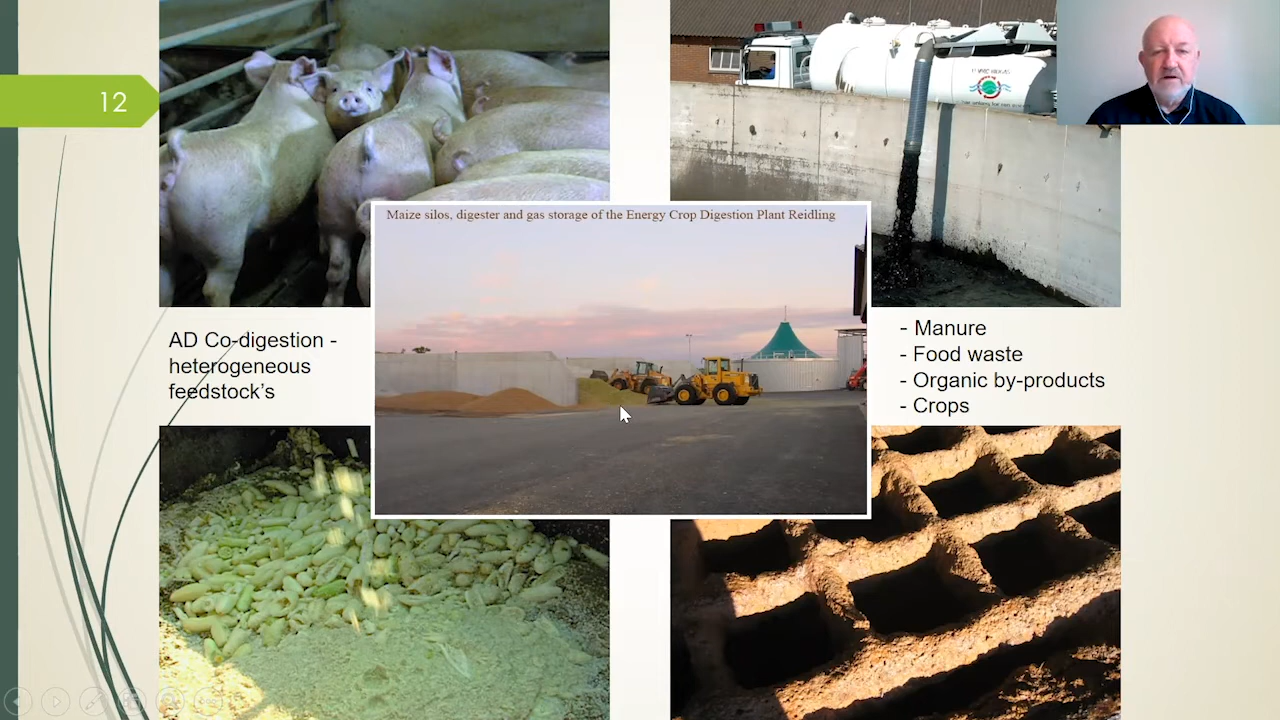 12
Maize silos, digester and gas storage of the Energy Crop Digestion Plant Reidling
AD Co-digestion -
heterogeneous
feedstock’s
- Manure
- Food waste
- Organic by-products
- Crops